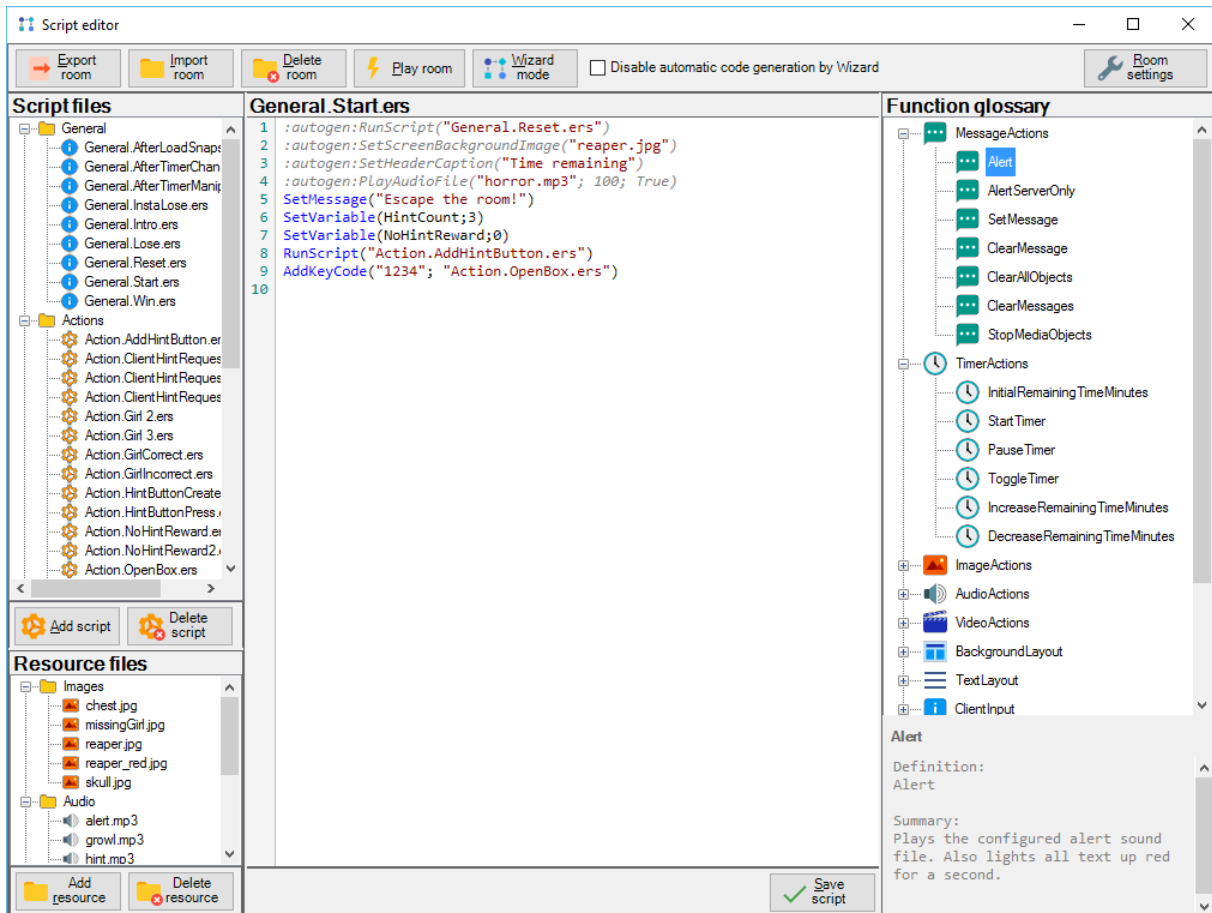 Script editor
Export room
Import room
Delete room
Play room
Wizard mode
Disable automatic code generation by Wizard
Room settings
Script files
General
General.AfterLoadSnaps
General.AfterTimerChan
General.AfterTimerManip
General.InstaLose.ers
General.Intro.ers
General.Lose.ers
General.Reset.ers
General.Start.ers
General.Win.ers
Actions
Action.AddHintButton.er
Action.ClientHintReques
Action.ClientHintReques
Action.ClientHintReques
Action.Girl 2.ers
Action.Girl 3.ers
Action.GirlCorrect.ers
Action.GirlIncorrect.ers
Action.HintButtonCreate
Action.HintButtonPress.
Action.NoHintReward.er
Action.NoHintReward2.
Action.OpenBox.ers
Add script
Delete script
Resource files
Images
chest.jpg
missingGirl.jpg
reaper.jpg
reaper_red.jpg
skull.jpg
Audio
alert.mp3
growl.mp3
hint.mp3
Add resource
Delete resource
General.Start.ers
1 :autogen:RunScript("General.Reset.ers")
2 :autogen:SetScreenBackgroundImage("reaper.jpg")
3 :autogen:SetHeaderCaption("Time remaining")
4 :autogen:PlayAudioFile("horror.mp3"; 100; True)
5 SetMessage("Escape the room!")
6 SetVariable(HintCount;3)
7 SetVariable(NoHintReward;0)
8 RunScript("Action.AddHintButton.ers")
9 AddKeyCode("1234"; "Action.OpenBox.ers")
10
Save script
Function glossary
MessageActions
Alert
AlertServerOnly
SetMessage
ClearMessage
ClearAllObjects
ClearMessages
StopMediaObjects
TimerActions
InitialRemainingTimeMinutes
StartTimer
PauseTimer
ToggleTimer
IncreaseRemainingTimeMinutes
DecreaseRemainingTimeMinutes
ImageActions
AudioActions
VideoActions
BackgroundLayout
TextLayout
ClientInput
Alert
Definition:
Alert
Summary:
Plays the configured alert sound
file. Also lights all text up red
for a second.